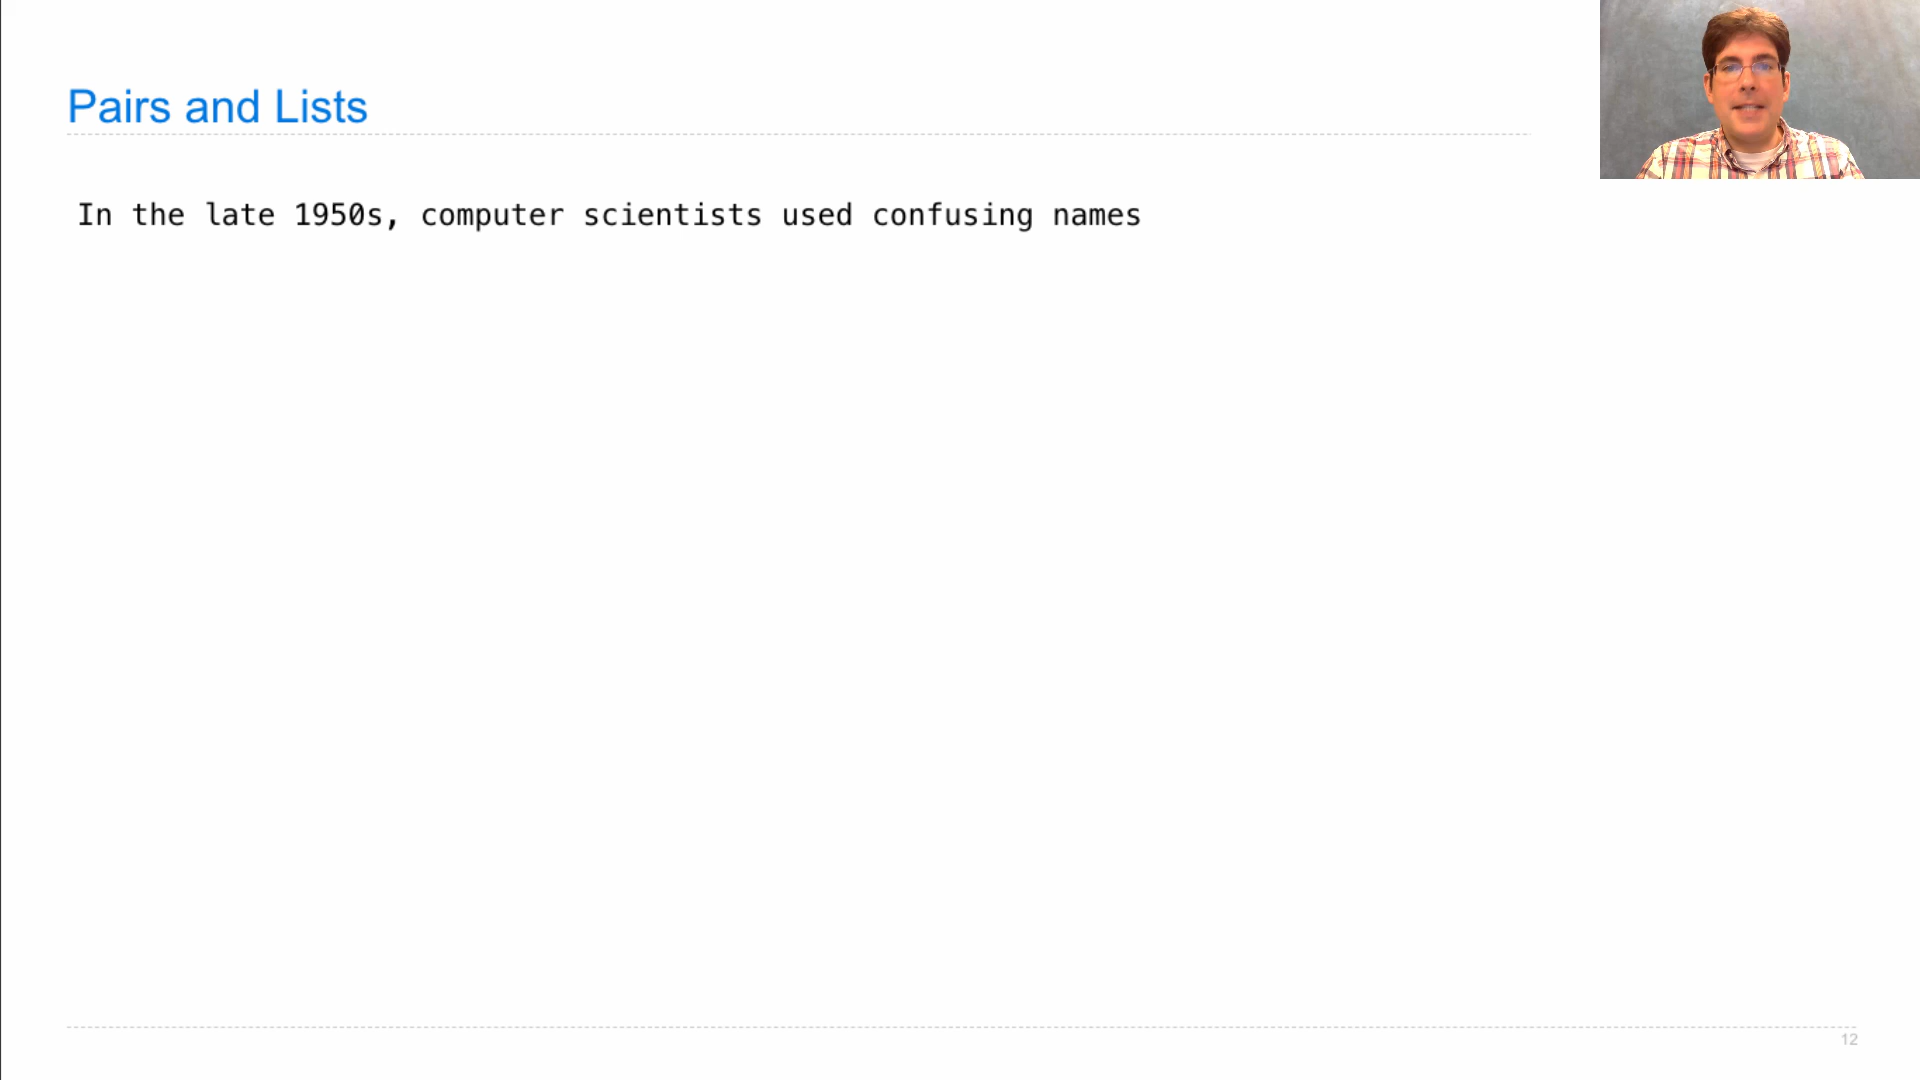 Pairs and Lists
In the late 1950s, computer scientists used confusing names
12